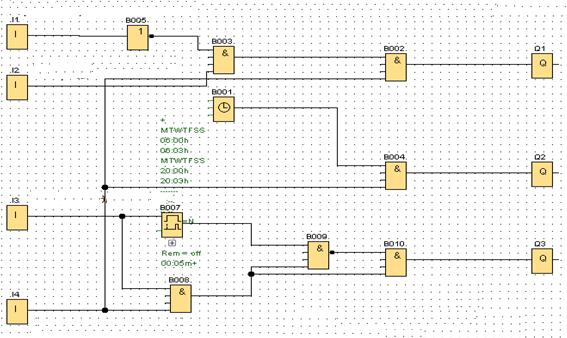 I1
I
B005
1
B003
&
B002
&
Q1
Q
I2
I
B001
+
MTWTFSS
06:00h
06:03h
MTWTFSS
20:00h
20:03h
B004
&
Q2
Q
I3
I
B007
=N
Rem = off
00:05m+
B009
&
B010
&
Q3
Q
B008
&
I4
I